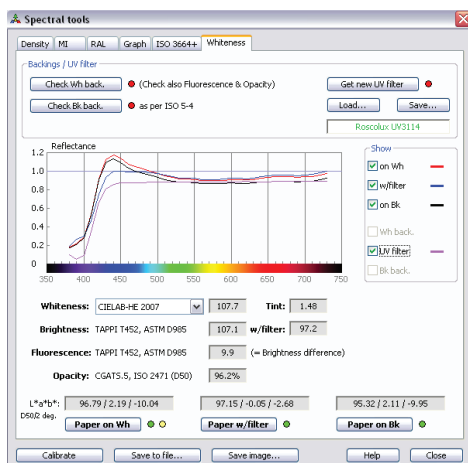 Spectral tools
Density MI RAL Graph ISO 3664+ Whiteness
Backings / UV filter
Check Wh back. (Check also Fluorescence & Opacity) Get new UV filter
Check Bk back. as per ISO 5-4 Load... Save...
Roscolux UV3114
Reflectance
1.2
1.0
0.8
0.6
0.4
0.2
0
350 400 450 500 550 600 650 700 750
Show
on Wh
w/filter
on Bk
Wh back.
UV filter
Bk back.
Whiteness: CIELAB-HE 2007 107.7 Tint: 1.48
Brightness: TAPPI T452, ASTM D985 107.1 w/filter: 97.2
Fluorescence: TAPPI T452, ASTM D985 9.9 (= Brightness difference)
Opacity: CGATS.5, ISO 2471 (D50) 96.2%
L*a*b*: 96.79 / 2.19 / -10.04 97.15 / -0.05 / -2.68 95.32 / 2.11 / -9.95
D50/2 deg.
Paper on Wh Paper w/filter Paper on Bk
Calibrate Save to file... Save image... Help Close